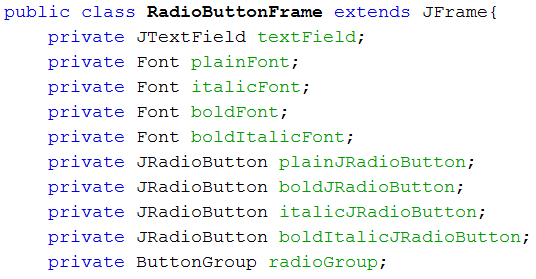 public class RadioButtonFrame extends JFrame{
    private JTextField textField;
    private Font plainFont;
    private Font italicFont;
    private Font boldFont;
    private Font boldItalicFont;
    private JRadioButton plainJRadioButton;
    private JRadioButton boldJRadioButton;
    private JRadioButton italicJRadioButton;
    private JRadioButton boldItalicJRadioButton;
    private ButtonGroup radioGroup;